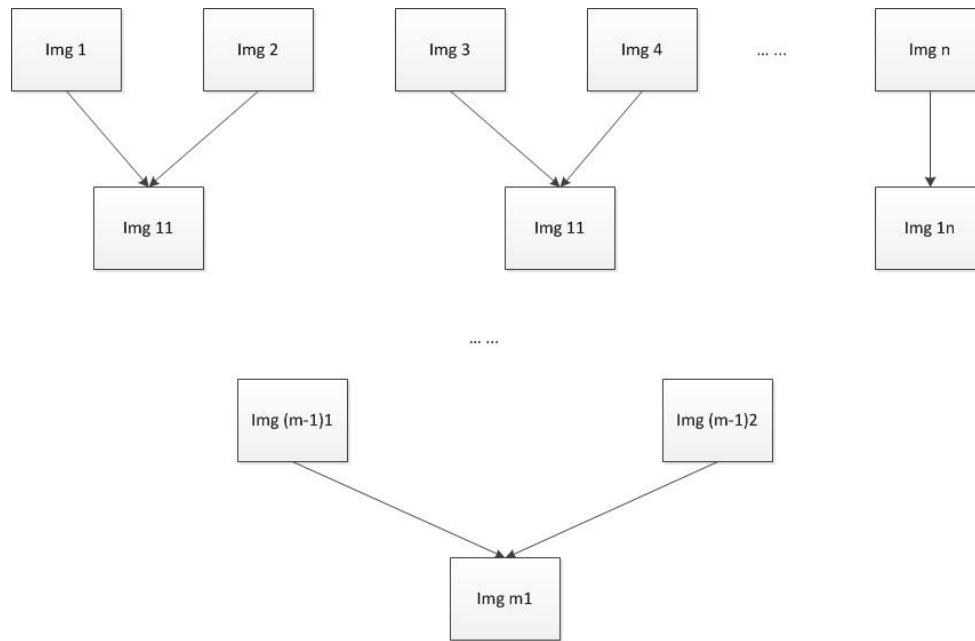 Img 1
Img 2
Img 3
Img 4
... ...
Img n
Img 11
Img 11
Img 1n
... ...
Img (m-1)1
Img (m-1)2
Img m1